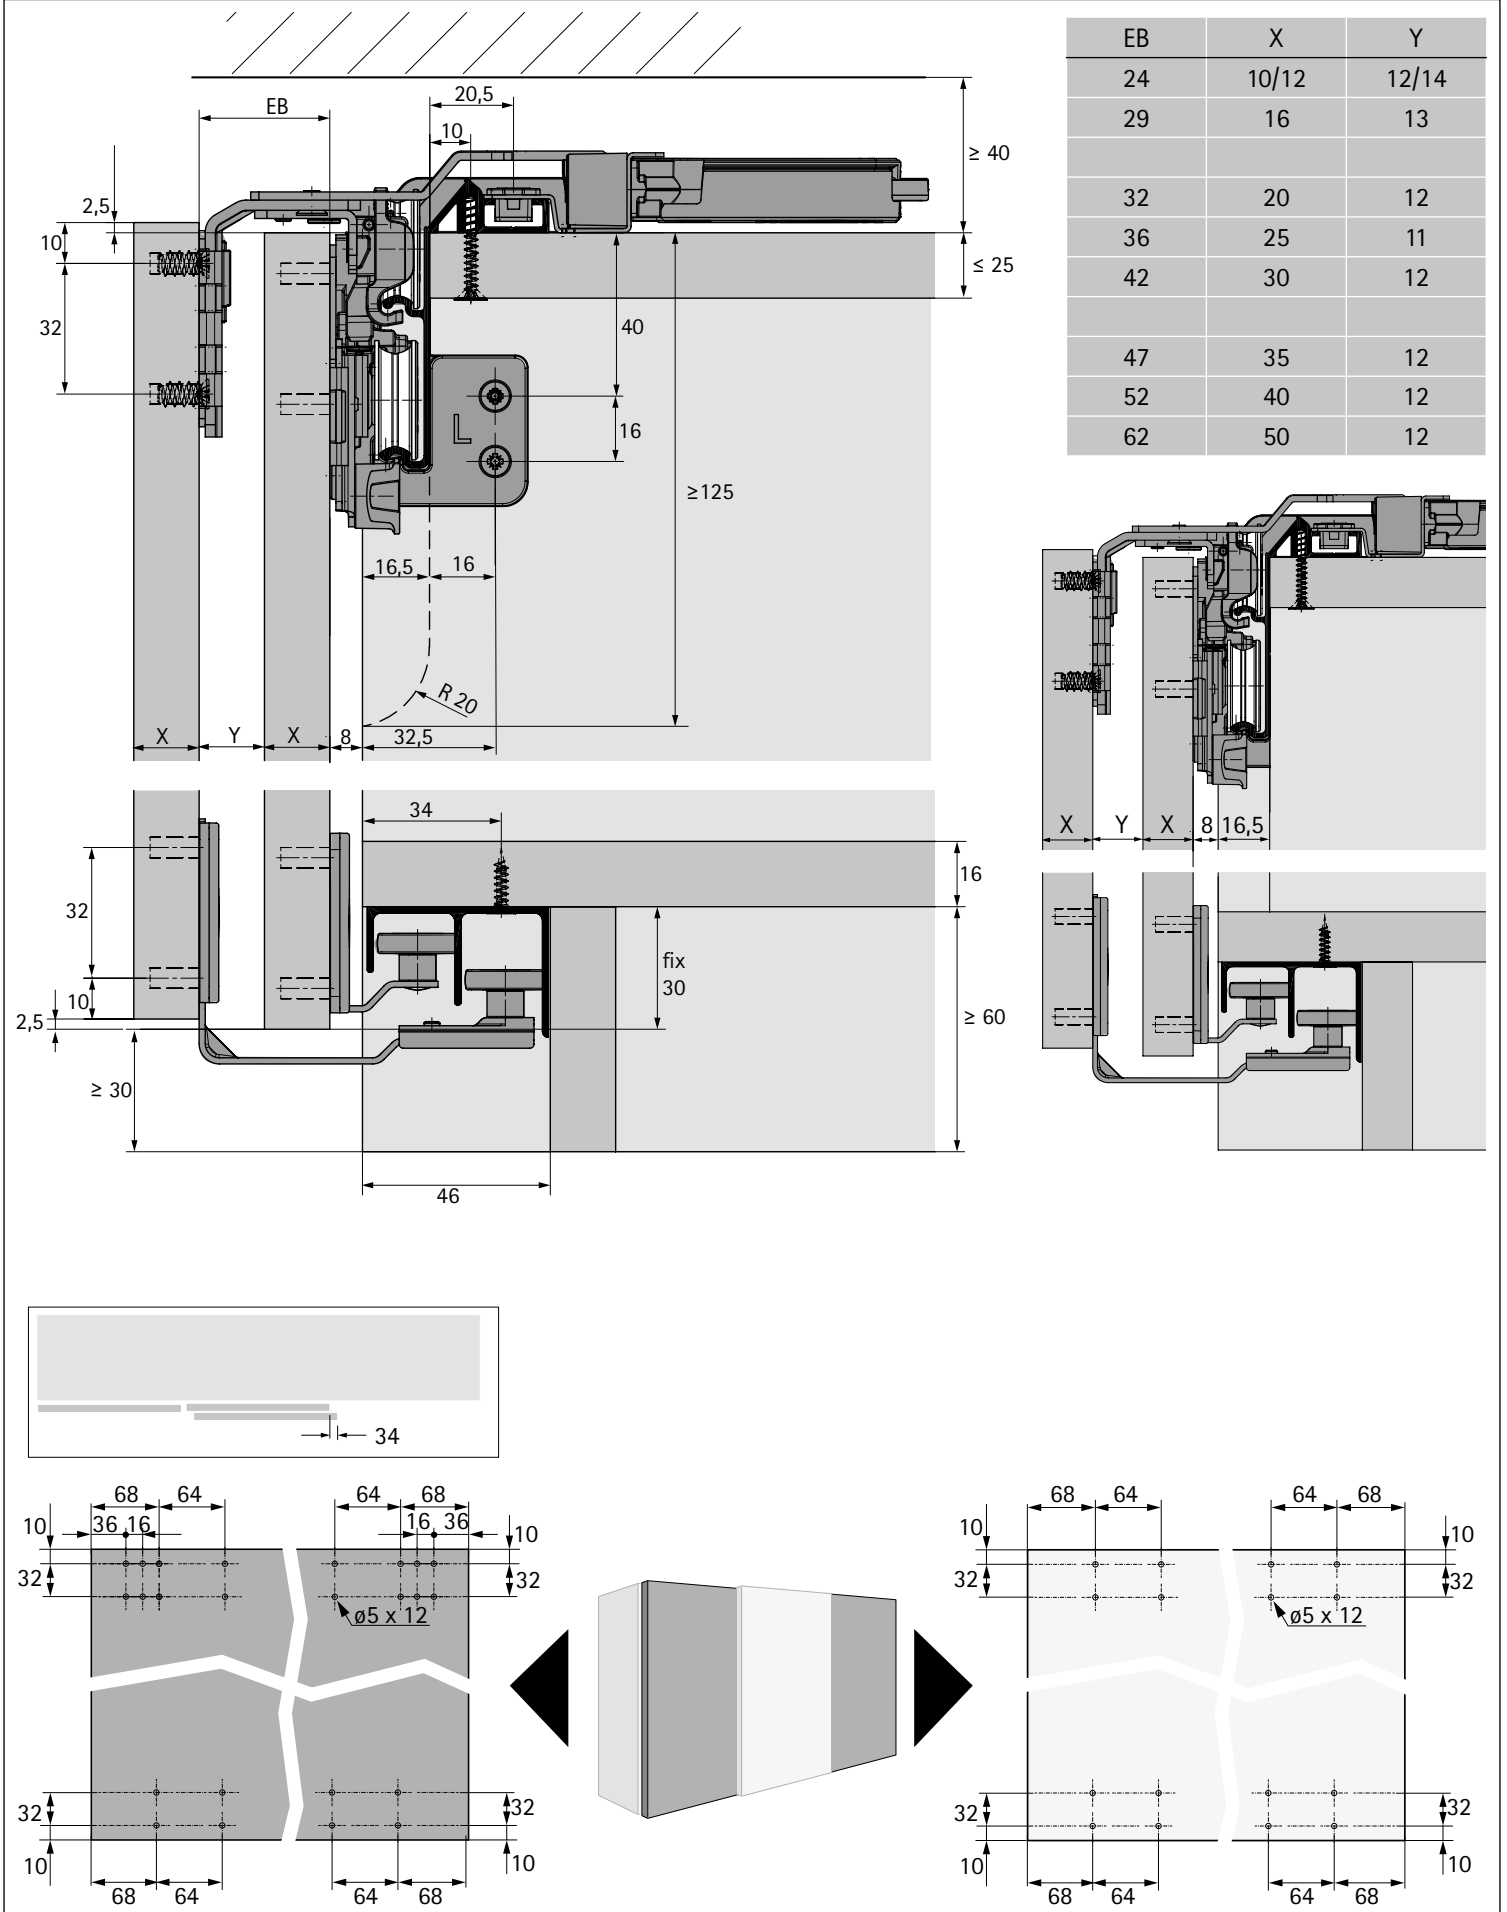 EB X Y
24 10/12 12/14
29 16 13
32 20 12
36 25 11
42 30 12
47 35 12
52 40 12
62 50 12
20,5
EB
10
≥ 40
2,5
10
≤ 25
32
40
L
16
≥125
16,5 16
R 20
X Y X 8 32,5
34
16
32
fix
30
10
2,5
≥ 60
≥ 30
46
X Y X 8 16,5
34
68 64 64 68
36 16 16 36
10 10
32 32
ø5 x 12
32 32
10 10
68 64 64 68
68 64 64 68
10 10
32 32
ø5 x 12
32 32
10 10
68 64 64 68